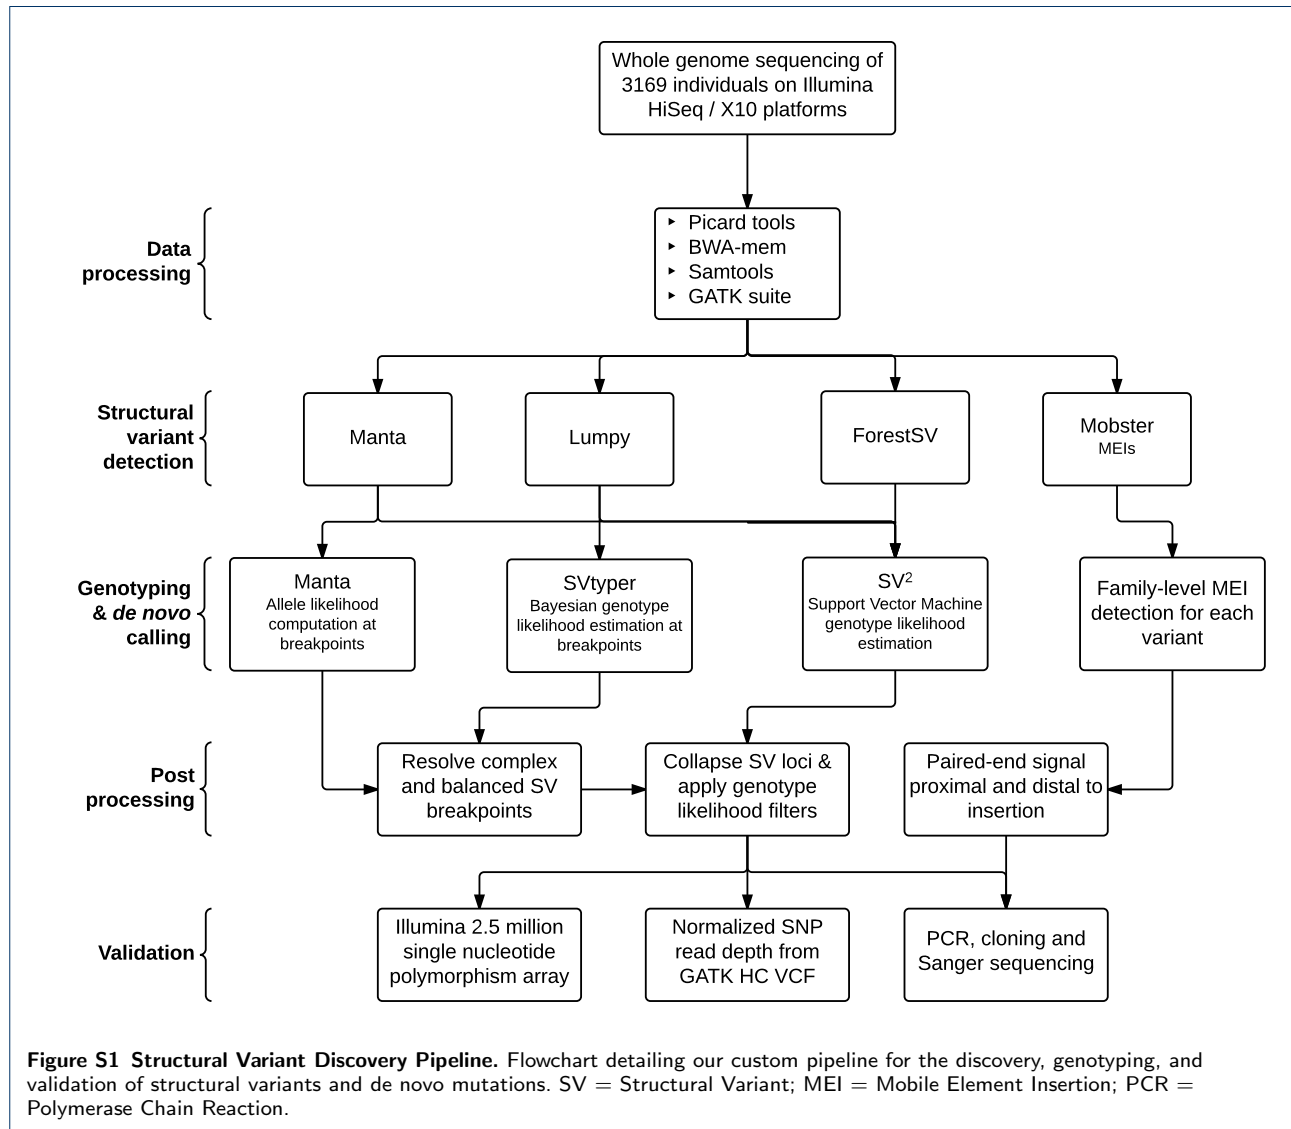 Whole genome sequencing of
3169 individuals on Illumina
HiSeq / X10 platforms
Data
processing
Picard tools
BWA-mem
Samtools
GATK suite
Structural
variant
detection
Manta
Lumpy
ForestSV
Mobster
MEIs
Genotyping
& de novo
calling
Manta
Allele likelihood
computation at
breakpoints
SVtyper
Bayesian genotype
likelihood estimation at
breakpoints
SV²
Support Vector Machine
genotype likelihood
estimation
Family-level MEI
detection for each
variant
Post
processing
Resolve complex
and balanced SV
breakpoints
Collapse SV loci &
apply genotype
likelihood filters
Paired-end signal
proximal and distal to
insertion
Validation
Illumina 2.5 million
single nucleotide
polymorphism array
Normalized SNP
read depth from
GATK HC VCF
PCR, cloning and
Sanger sequencing
Figure S1 Structural Variant Discovery Pipeline. Flowchart detailing our custom pipeline for the discovery, genotyping, and
validation of structural variants and de novo mutations. SV = Structural Variant; MEI = Mobile Element Insertion; PCR =
Polymerase Chain Reaction.